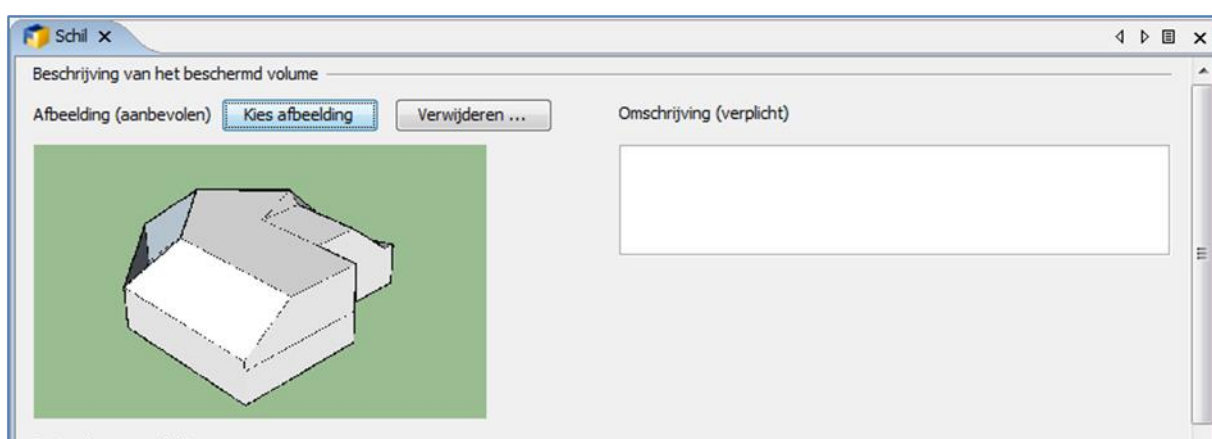 Schil
Beschrijving van het beschermd volume
Afbeelding (aanbevolen) Kies afbeelding Verwijderen ... Omschrijving (verplicht)